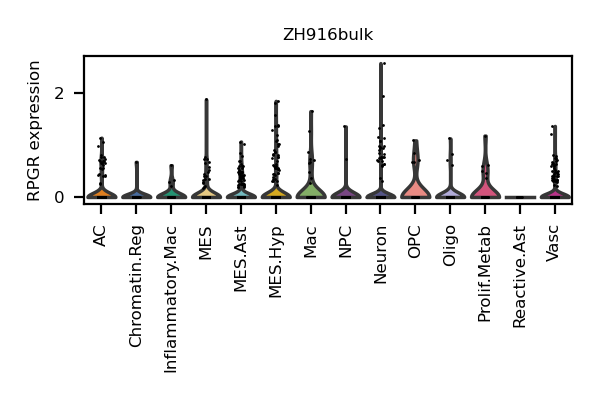 ZH916bulk
RPGR expression
2
0
AC
Chromatin.Reg
Inflammatory.Mac
MES
MES.Ast
MES.Hyp
Mac
NPC
Neuron
OPC
Oligo
Prolif.Metab
Reactive.Ast
Vasc